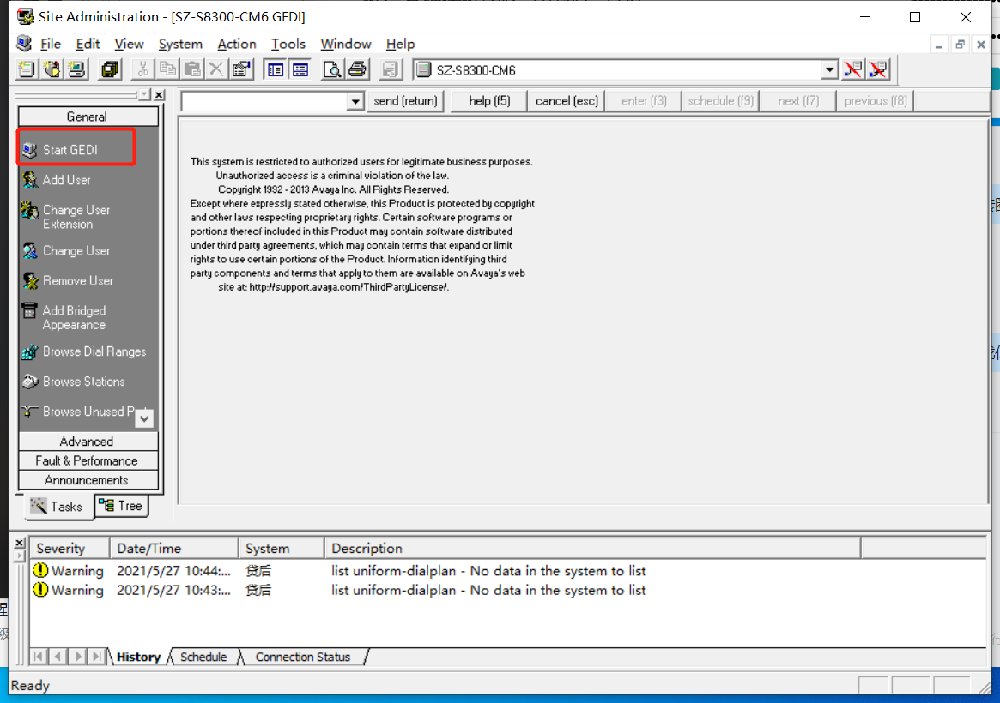 Site Administration - [SZ-S8300-CM6 GEDI]
File Edit View System Action Tools Window Help
SZ-S8300-CM6
send (return) help (f5) cancel (esc) enter (f3) schedule (f9) next (f7) previous (f8)
General
Start GEDI
Add User
Change User
Extension
Change User
Remove User
Add Bridged
Appearance
Browse Dial Ranges
Browse Stations
Browse Unused
Advanced
Fault & Performance
Announcements
Tasks Tree
This system is restricted to authorized users for legitimate business purposes.
Unauthorized access is a criminal violation of the law.
Copyright 1992 - 2013 Avaya Inc. All Rights Reserved.
Except where expressly stated otherwise, this Product is protected by copyright
and other laws respecting proprietary rights. Certain software programs or
portions thereof included in this Product may contain software distributed
under third party agreements, which may contain terms that expand or limit
rights to use certain portions of the Product. Information identifying third
party components and terms that apply to them are available on Avaya's web
site at: http://support.avaya.com/ThirdPartyLicense/.
Severity Date/Time System Description
Warning 2021/5/27 10:44:... 贷后 list uniform-dialplan - No data in the system to list
Warning 2021/5/27 10:43:... 贷后 list uniform-dialplan - No data in the system to list
History Schedule Connection Status
Ready